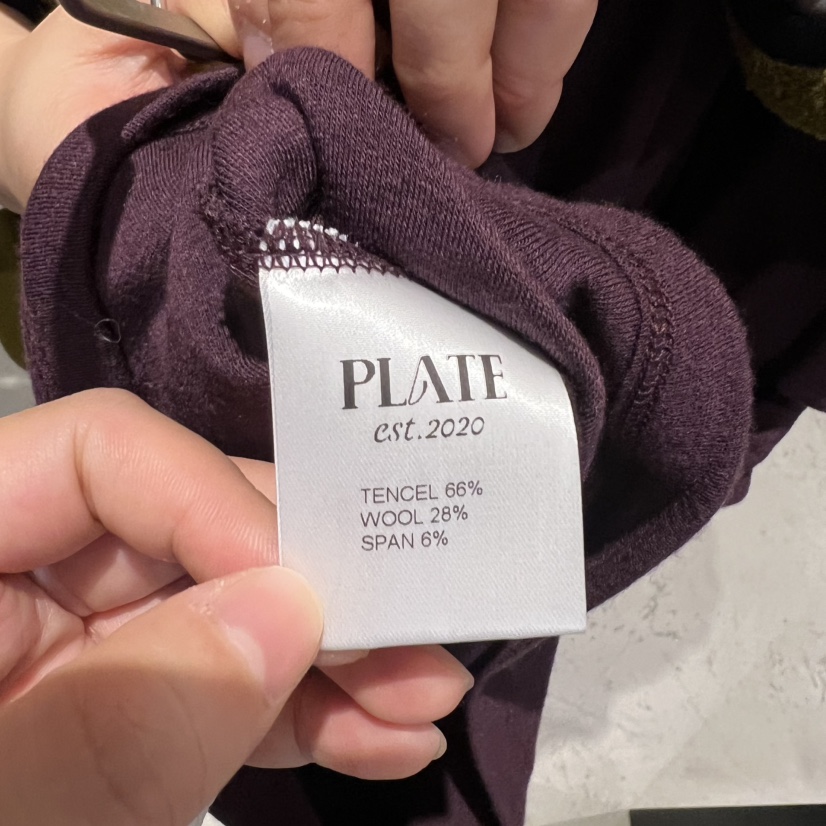 PLATE
est.2020
TENCEL 66%
WOOL 28%
SPAN 6%